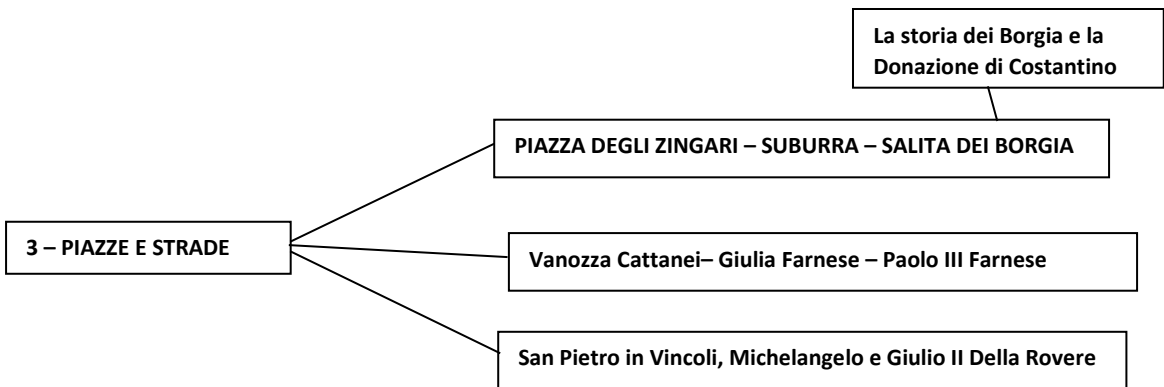 La storia dei Borgia e la
Donazione di Costantino
PIAZZA DEGLI ZINGARI – SUBURRA – SALITA DEI BORGIA
3 – PIAZZE E STRADE
Vanozza Cattanei– Giulia Farnese – Paolo III Farnese
San Pietro in Vincoli, Michelangelo e Giulio II Della Rovere